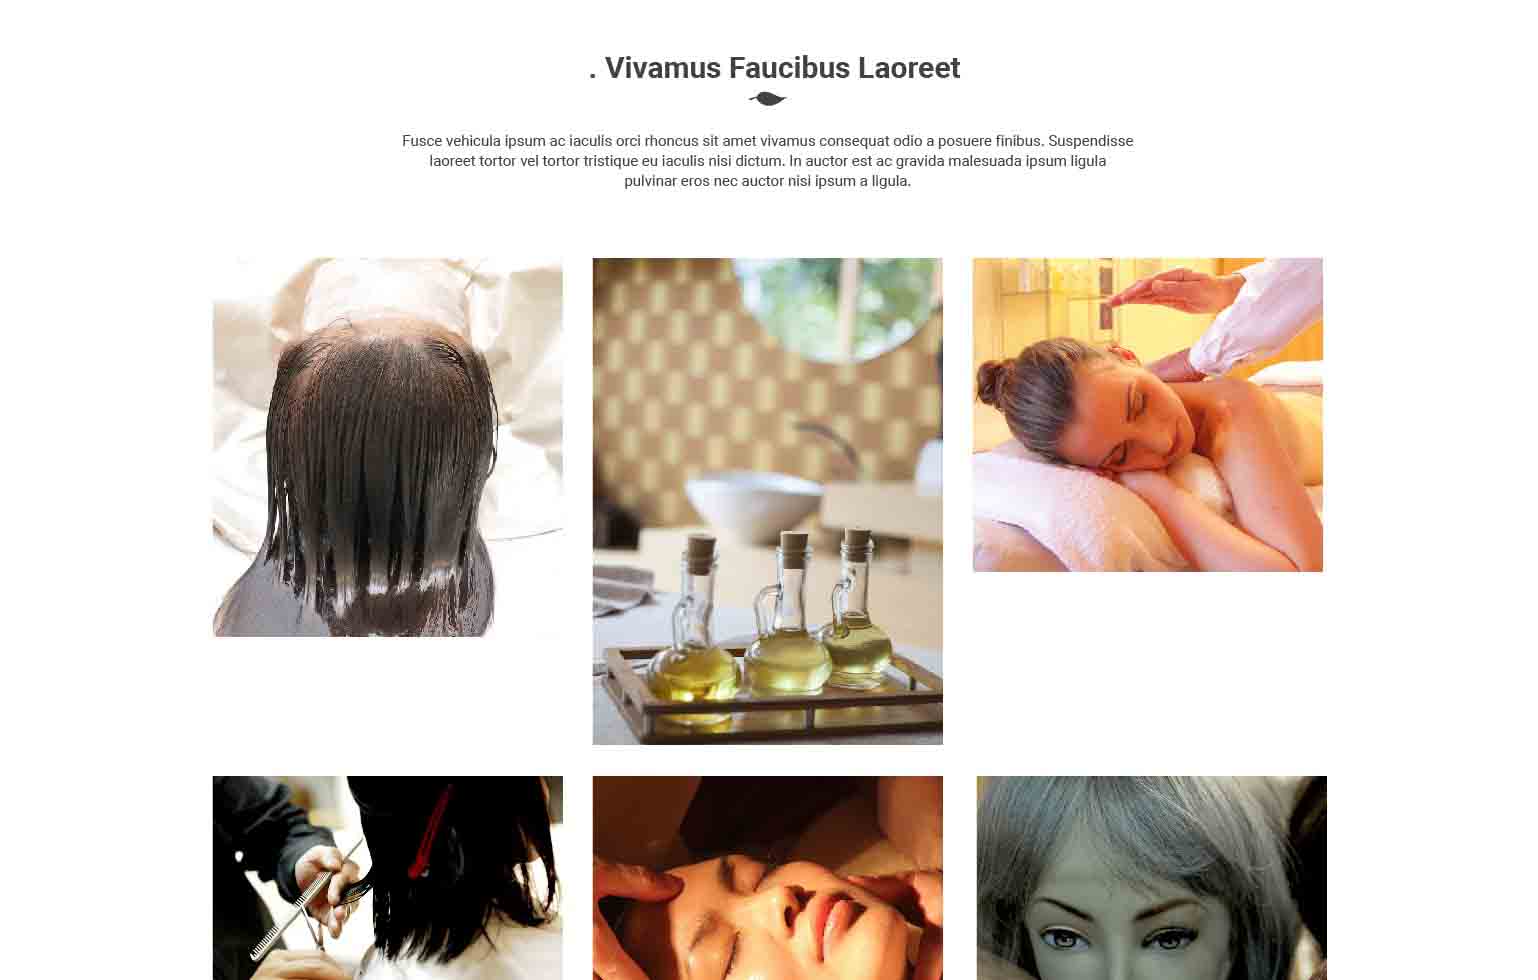 . Vivamus Faucibus Laoreet
Fusce vehicula ipsum ac iaculis orci rhoncus sit amet vivamus consequat odio a posuere finibus. Suspendisse
laoreet tortor vel tortor tristique eu iaculis nisi dictum. In auctor est ac gravida malesuada ipsum ligula
pulvinar eros nec auctor nisi ipsum a ligula.